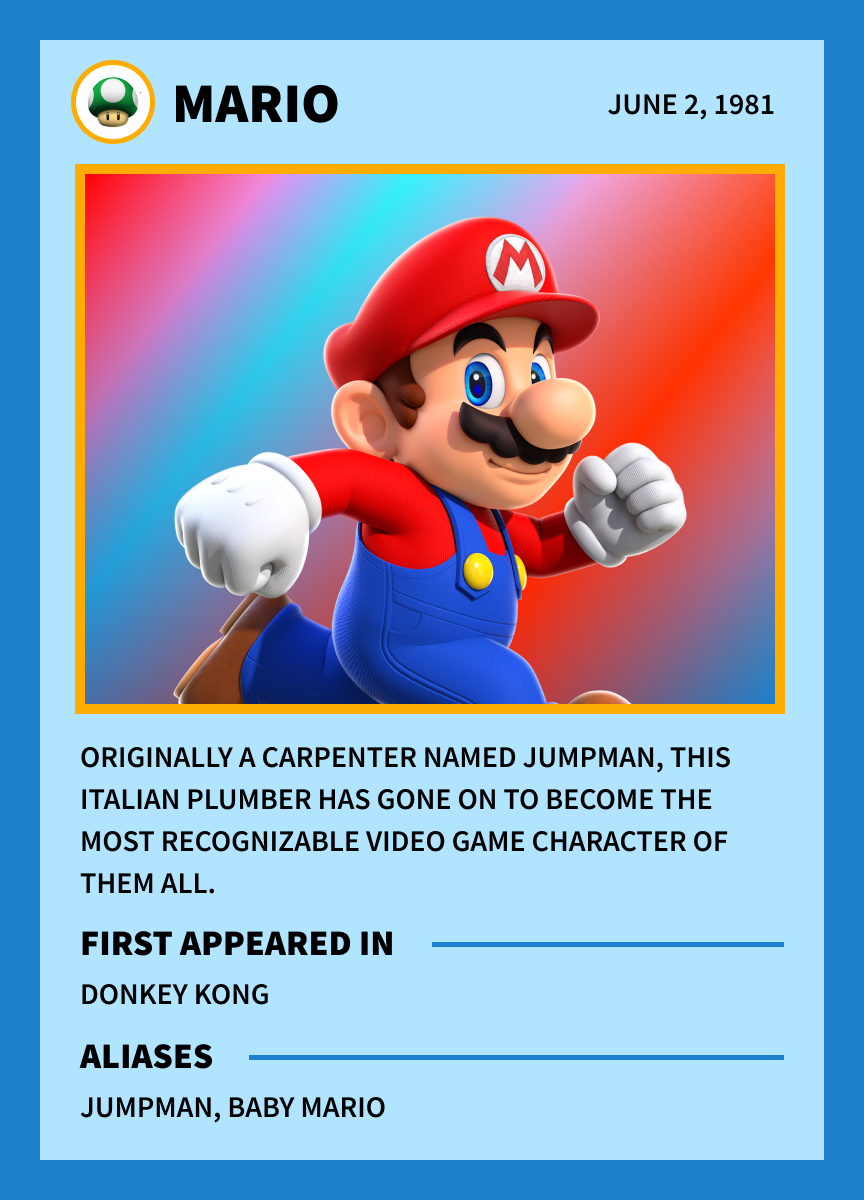 MARIO
JUNE 2, 1981
M
ORIGINALLY A CARPENTER NAMED JUMPMAN, THIS
ITALIAN PLUMBER HAS GONE ON TO BECOME THE
MOST RECOGNIZABLE VIDEO GAME CHARACTER OF
THEM ALL.
FIRST APPEARED IN
DONKEY KONG
ALIASES
JUMPMAN, BABY MARIO